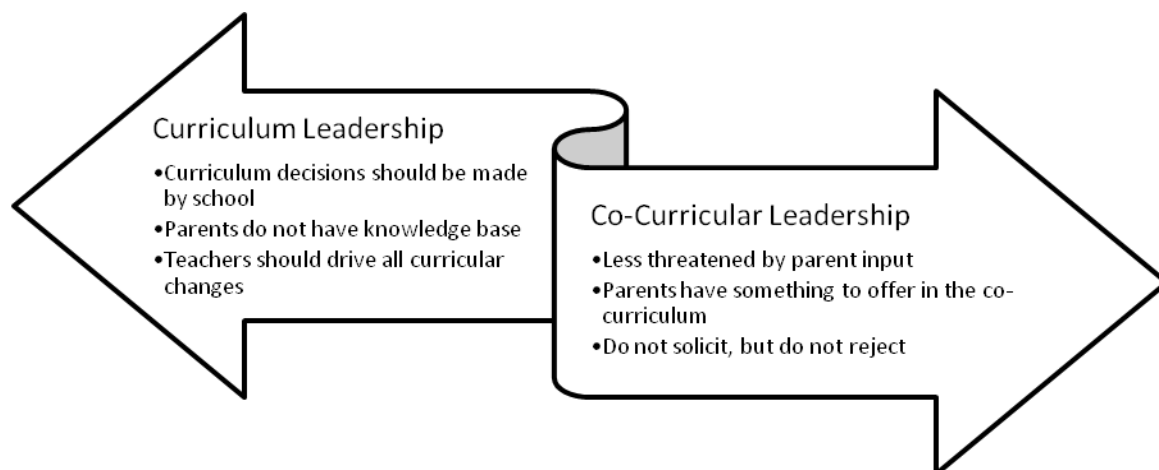 Curriculum Leadership
•Curriculum decisions should be made
by school
•Parents do not have knowledge base
•Teachers should drive all curricular
changes
Co-Curricular Leadership
•Less threatened by parent input
•Parents have something to offer in the co-
curriculum
•Do not solicit, but do not reject